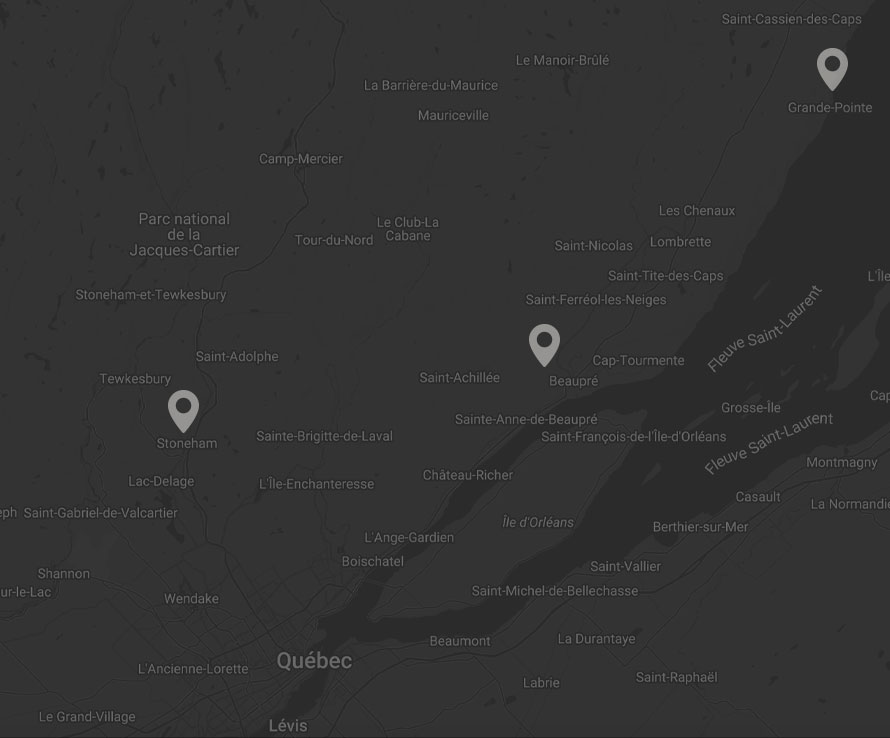 Saint-Cassien-des-Caps
Le Manoir-Brûlé
La Barrière-du-Maurice
Grande-Pointe
Mauriceville
Camp-Mercier
Les Chenaux
Parc national
de la
Jacques-Cartier
Le Club-La
Cabane
Tour-du-Nord
Saint-Nicolas
Lombrette
Saint-Tite-des-Caps
L'Île
Stoneham-et-Tewkesbury
Saint-Ferréol-les-Neiges
Fleuve Saint-Laurent
Saint-Adolphe
Cap-Tourmente
Tewkesbury
Saint-Achillée
Beaupré
Cap
Grosse-Île
Sainte-Anne-de-Beaupré
Fleuve Saint-Laurent
Stoneham
Sainte-Brigitte-de-Laval
Saint-François-de-l'Île-d'Orléans
Montmagny
Lac-Delage
L'Île-Enchanteresse
Château-Richer
Casault
La Normandie
eph
Saint-Gabriel-de-Valcartier
Île d'Orléans
Berthier-sur-Mer
L'Ange-Gardien
Boischatel
Saint-Vallier
Shannon
ur-le-Lac
Wendake
Saint-Michel-de-Bellechasse
Beaumont
La Durantaye
Québec
L'Ancienne-Lorette
Labrie
Saint-Raphaël
Le Grand-Village
Lévis